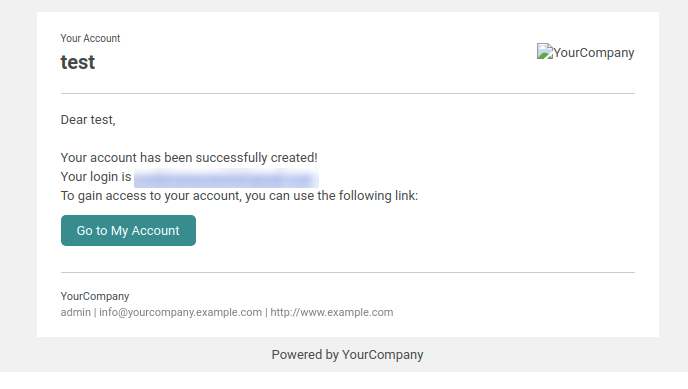 Your Account
test
YourCompany
Dear test,
Your account has been successfully created!
Your login is
To gain access to your account, you can use the following link:
Go to My Account
YourCompany
admin | info@yourcompany.example.com | http://www.example.com
Powered by YourCompany